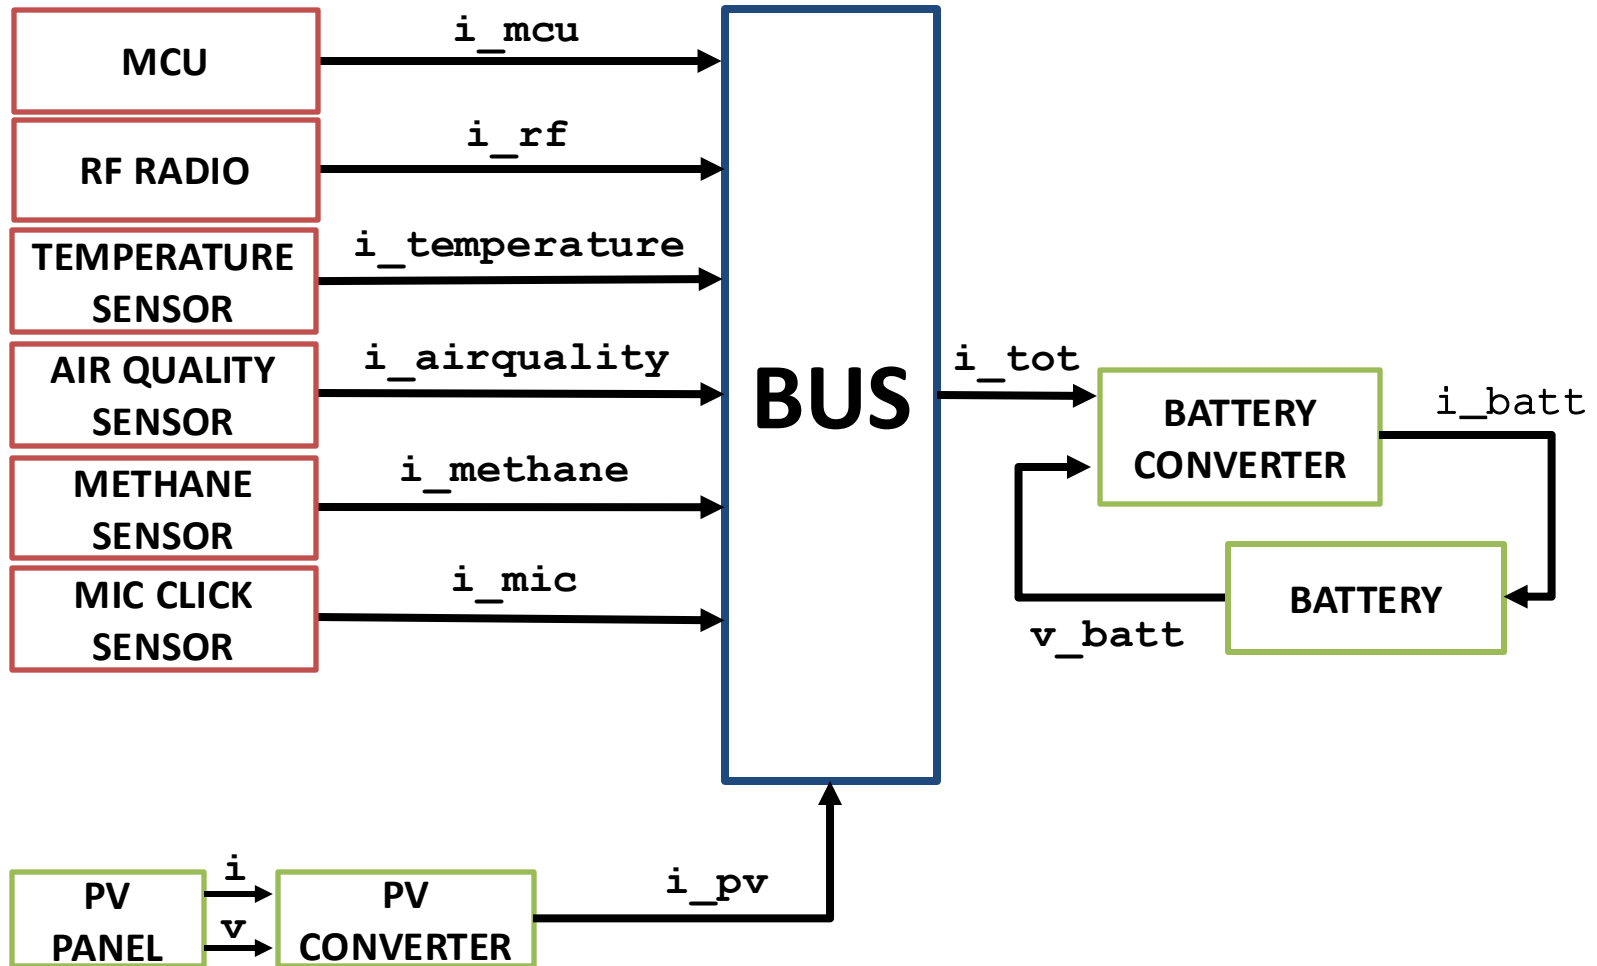 MCU
i_mcu
RF RADIO
i_rf
TEMPERATURE
SENSOR
i_temperature
AIR QUALITY
SENSOR
i_airquality
METHANE
SENSOR
i_methane
MIC CLICK
SENSOR
i_mic
BUS
i_tot
BATTERY
CONVERTER
i_batt
BATTERY
v_batt
PV
PANEL
i
v
PV
CONVERTER
i_pv